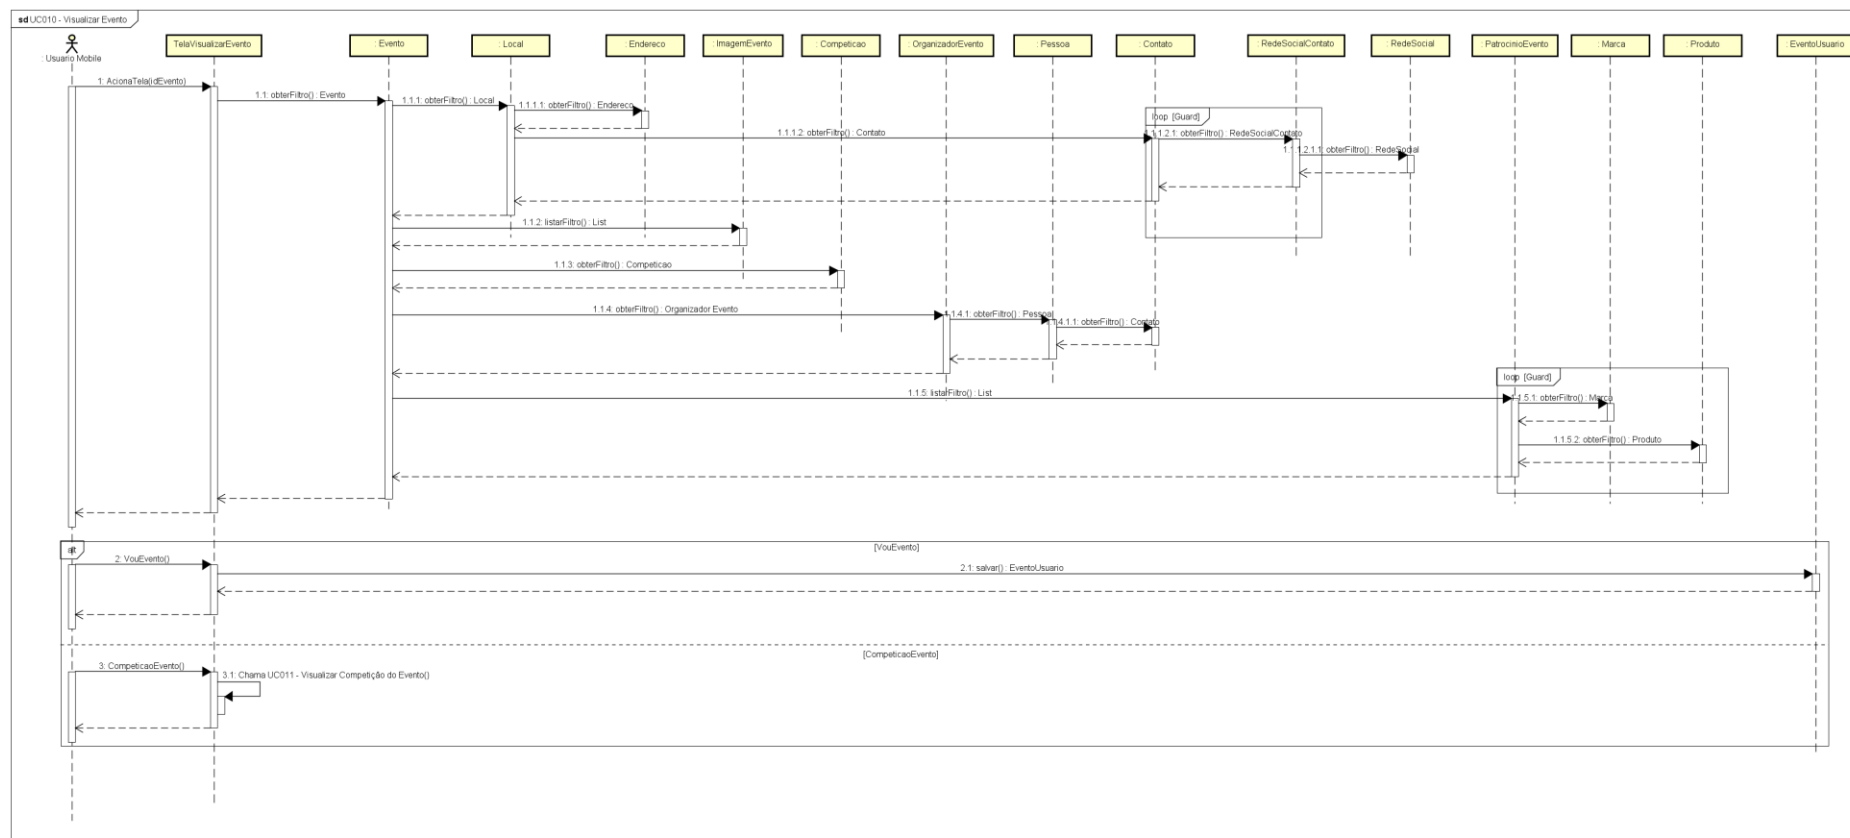 sd UC010 - Visualizar Evento
: Usuario Mobile
TelaVisualizarEvento
: Evento
: Local
: Endereco
: ImagemEvento
: Competicao
: OrganizadorEvento
: Pessoa
: Contato
: RedeSocialContato
: RedeSocial
: PatrocinioEvento
: Marca
: Produto
: EventoUsuario
1: AcionaTela(idEvento)
1.1: obterFiltro() : Evento
1.1.1: obterFiltro() : Local
1.1.1.1: obterFiltro() : Endereco
loop [Guard]
1.1.1.2: obterFiltro() : Contato
1.1.1.2.1: obterFiltro() : RedeSocialContato
1.1.1.2.1.1: obterFiltro() : RedeSocial
1.1.2: listarFiltro() : List
1.1.3: obterFiltro() : Competicao
1.1.4: obterFiltro() : Organizador Evento
1.1.4.1: obterFiltro() : Pessoa
1.1.4.1.1: obterFiltro() : Contato
loop [Guard]
1.1.5: listarFiltro() : List
1.1.5.1: obterFiltro() : Marca
1.1.5.2: obterFiltro() : Produto
alt
[VouEvento]
2: VouEvento()
2.1: salvar() : EventoUsuario
[CompeticaoEvento]
3: CompeticaoEvento()
3.1: Chama UC011 - Visualizar Competição do Evento()